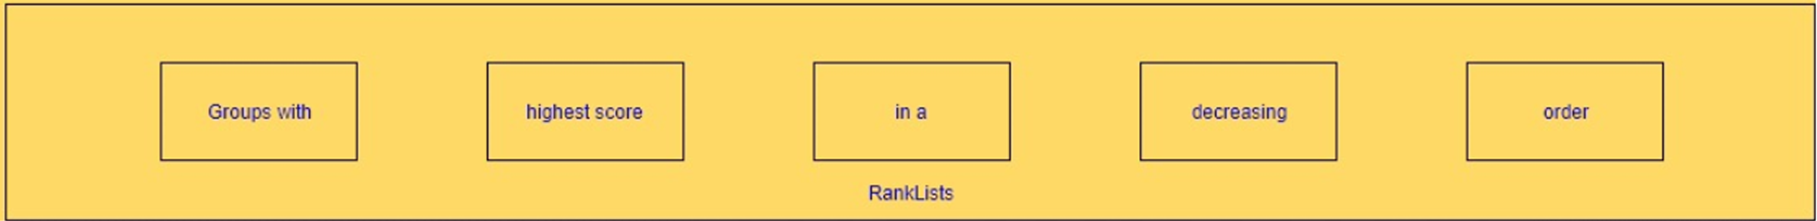 Groups with
highest score
in a
decreasing
order
RankLists